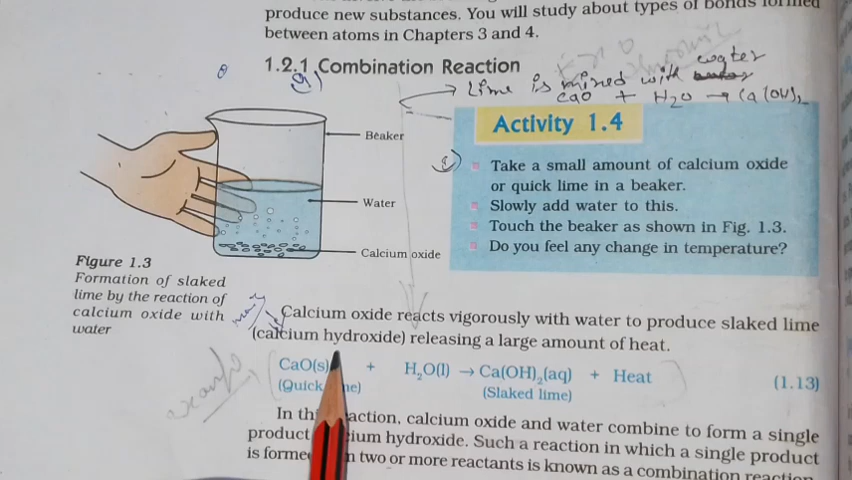 produce new substances. You will study about types of bonds formed
between atoms in Chapters 3 and 4.
1.2.1 Combination Reaction
Lime is mixed with water
CaO + H2O → Ca(OH)2
Beaker
Water
Calcium oxide
Activity 1.4
Take a small amount of calcium oxide
or quick lime in a beaker.
Slowly add water to this.
Touch the beaker as shown in Fig. 1.3.
Do you feel any change in temperature?
Figure 1.3
Formation of slaked
lime by the reaction of
calcium oxide with
water
Calcium oxide reacts vigorously with water to produce slaked lime
(calcium hydroxide) releasing a large amount of heat.
CaO(s) + H2O(l) → Ca(OH)2(aq) + Heat (1.13)
(Quick (Slaked lime)
In reaction, calcium oxide and water combine to form a single
product hydroxide. Such a reaction in which a single product
is two or more reactants is known as a combination reaction.